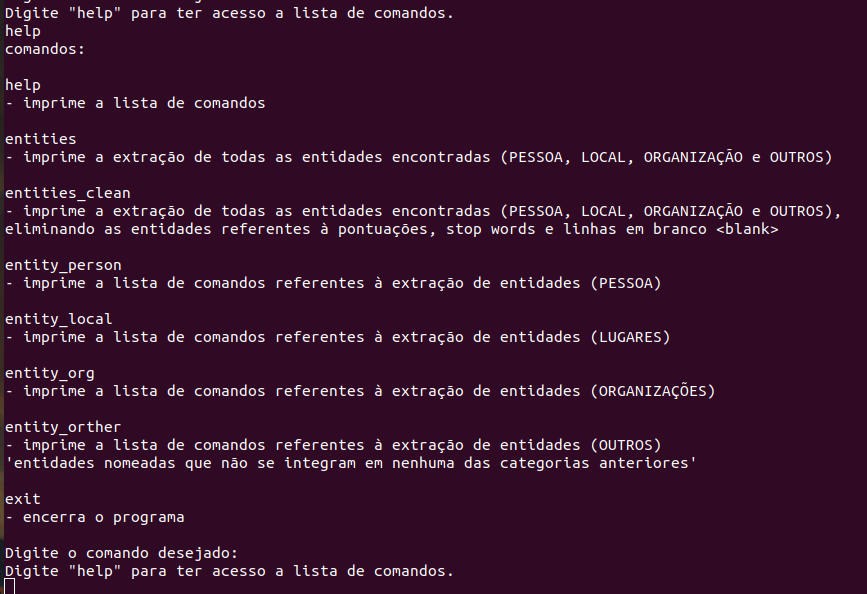 Digite "help" para ter acesso a lista de comandos.
help
comandos:
help
- imprime a lista de comandos
entities
- imprime a extração de todas as entidades encontradas (PESSOA, LOCAL, ORGANIZAÇÃO e OUTROS)
entities_clean
- imprime a extração de todas as entidades encontradas (PESSOA, LOCAL, ORGANIZAÇÃO e OUTROS),
eliminando as entidades referentes à pontuações, stop words e linhas em branco <blank>
entity_person
- imprime a lista de comandos referentes à extração de entidades (PESSOA)
entity_local
- imprime a lista de comandos referentes à extração de entidades (LUGARES)
entity_org
- imprime a lista de comandos referentes à extração de entidades (ORGANIZAÇÕES)
entity_orther
- imprime a lista de comandos referentes à extração de entidades (OUTROS)
'entidades nomeadas que não se integram em nenhuma das categorias anteriores'
exit
- encerra o programa
Digite o comando desejado:
Digite "help" para ter acesso a lista de comandos.